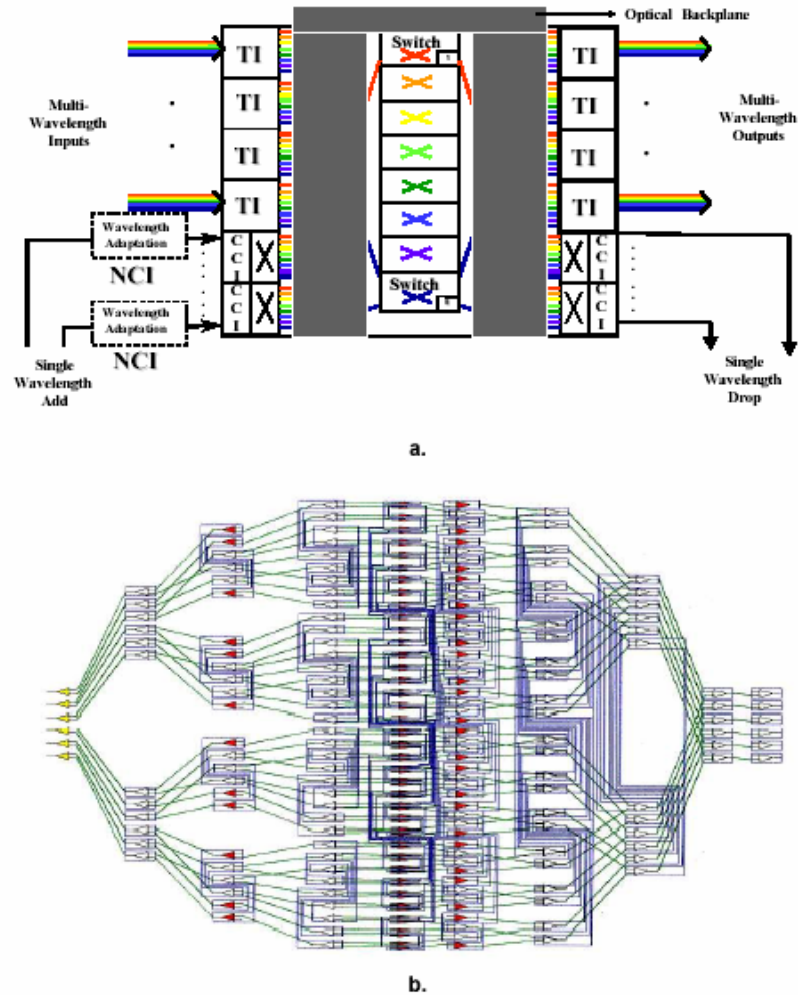 Optical Backplane
Switch
s
TI
TI
TI
TI
TI
TI
TI
TI
Multi-
Wavelength
Inputs
Multi-
Wavelength
Outputs
Wavelength
Adaptation
NCI
Wavelength
Adaptation
NCI
C
C
I
C
C
I
Switch
C
C
I
C
C
I
Single
Wavelength
Add
Single
Wavelength
Drop
a.
b.